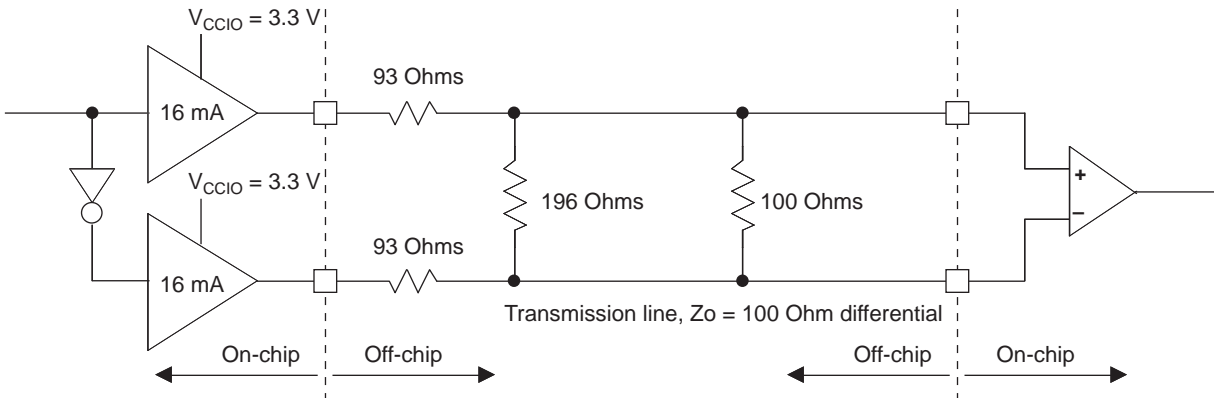 V_CCIO = 3.3 V
93 Ohms
16 mA
V_CCIO = 3.3 V
196 Ohms
100 Ohms
+
–
93 Ohms
16 mA
Transmission line, Zo = 100 Ohm differential
On-chip
Off-chip
Off-chip
On-chip